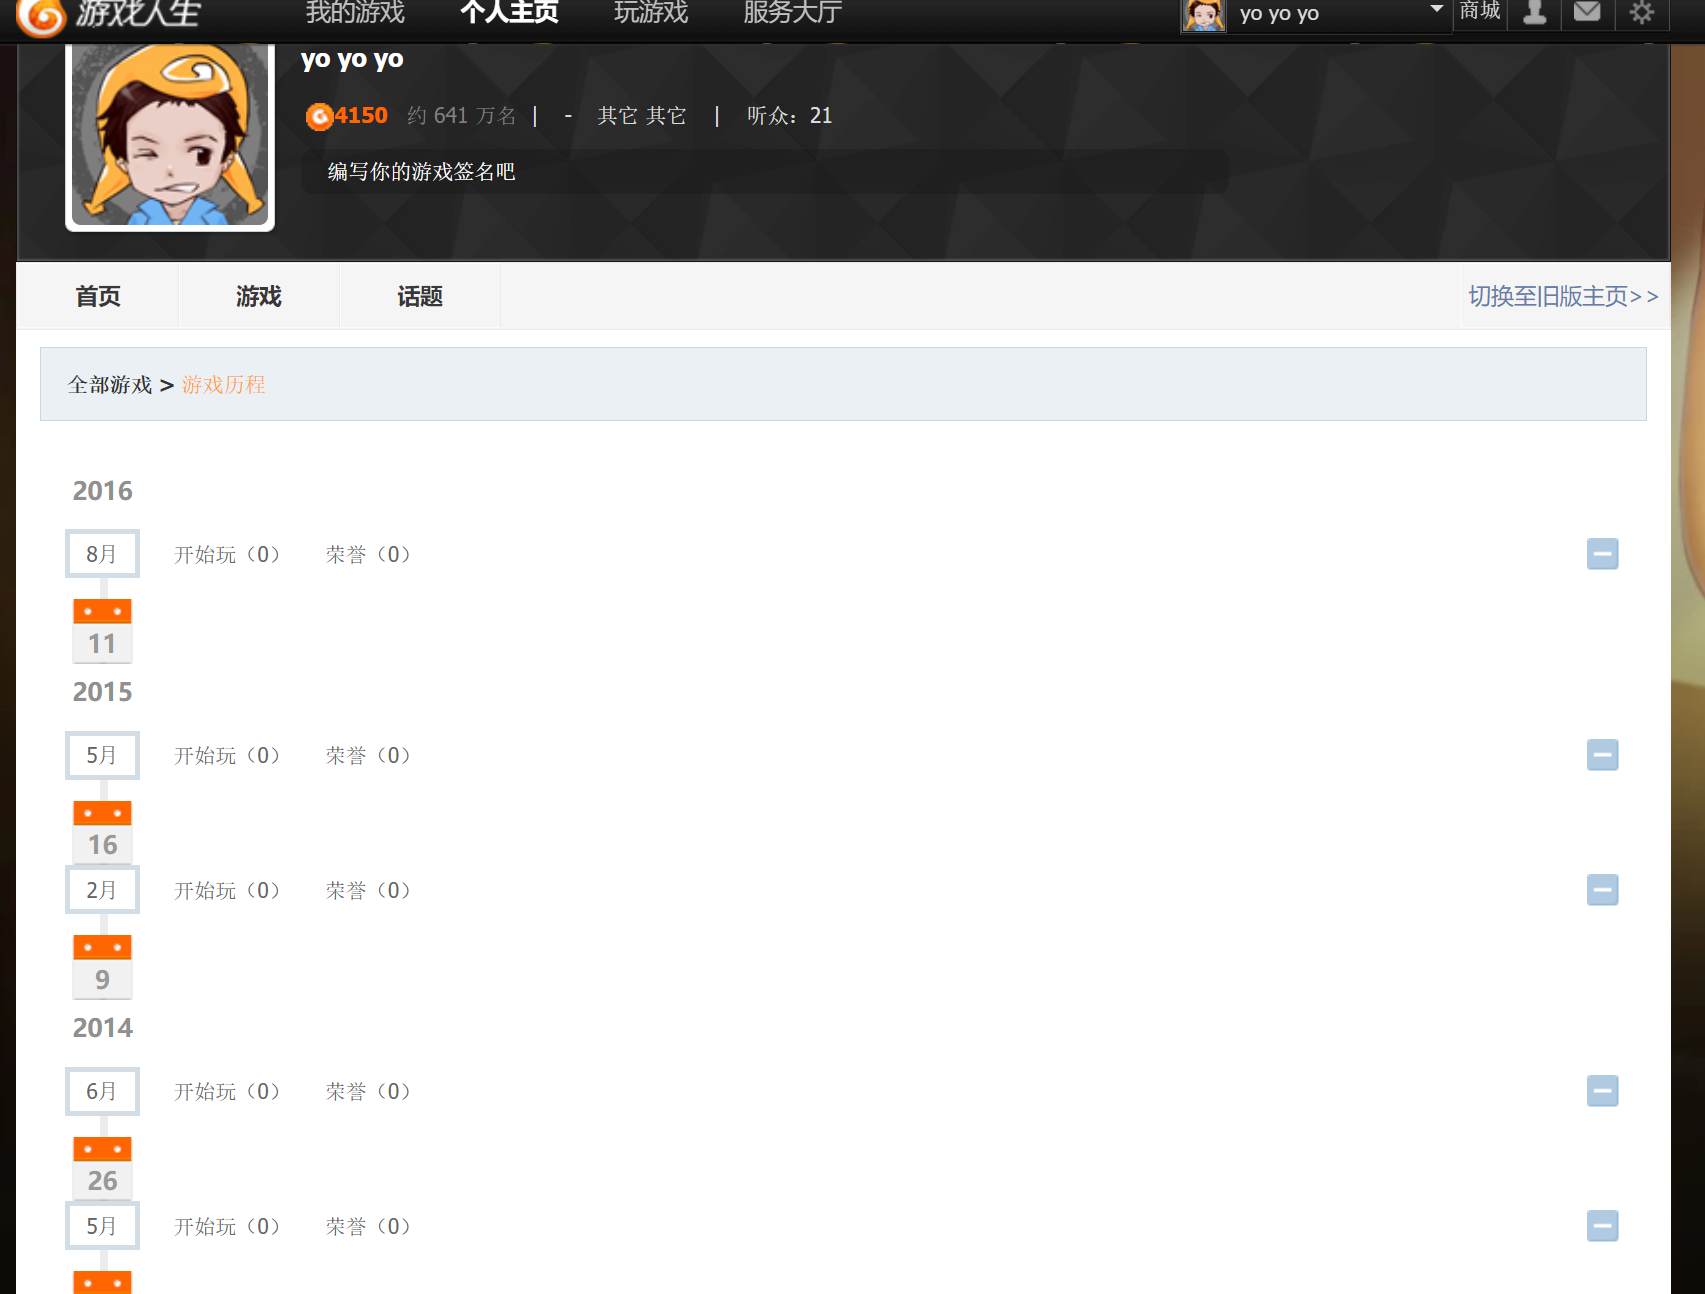 游戏人生 我的游戏 个人主页 玩游戏 服务大厅 yo yo yo 商城
yo yo yo
4150 约 641 万名 | - 其它 其它 | 听众：21
编写你的游戏签名吧
首页 游戏 话题 切换至旧版主页>>
全部游戏 > 游戏历程
2016
8月 开始玩（0） 荣誉（0）
11
2015
5月 开始玩（0） 荣誉（0）
16
2月 开始玩（0） 荣誉（0）
9
2014
6月 开始玩（0） 荣誉（0）
26
5月 开始玩（0） 荣誉（0）